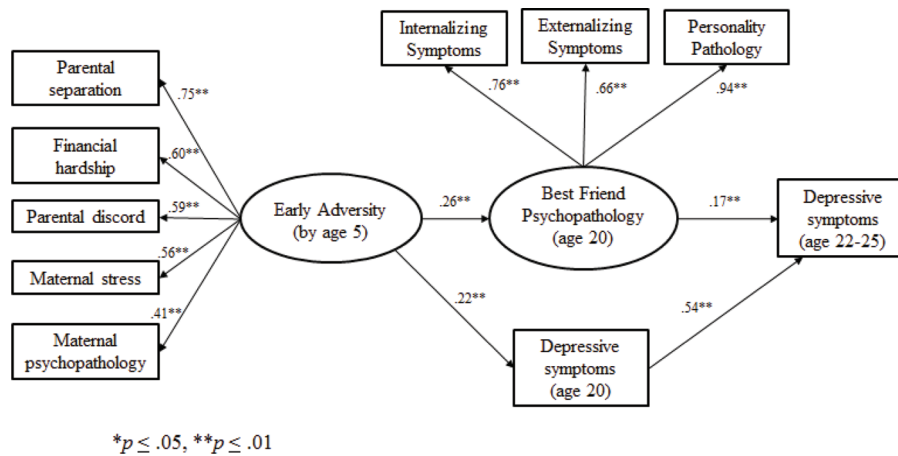 Internalizing
Symptoms
Externalizing
Symptoms
Personality
Pathology
Parental
separation
.75**
.76**
.66**
.94**
Financial
hardship
.60**
Parental discord
.59**
Early Adversity
(by age 5)
.26**
Best Friend
Psychopathology
(age 20)
.17**
Depressive
symptoms
(age 22-25)
Maternal stress
.56**
Maternal
psychopathology
.41**
.22**
.54**
Depressive
symptoms
(age 20)
*p ≤ .05, **p ≤ .01